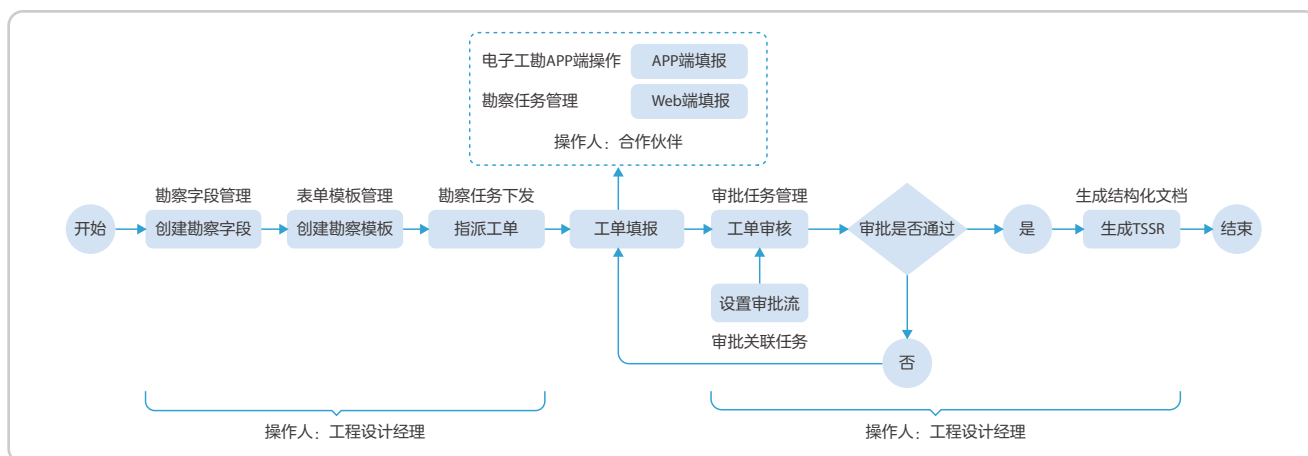 电子工勘APP端操作 APP端填报
勘察任务管理 Web端填报
操作人：合作伙伴
勘察字段管理 表单模板管理 勘察任务下发 审批任务管理 生成结构化文档
开始 创建勘察字段 创建勘察模板 指派工单 工单填报 工单审核 审批是否通过 是 生成TSSR 结束
设置审批流
审批关联任务
否
操作人：工程设计经理 操作人：工程设计经理